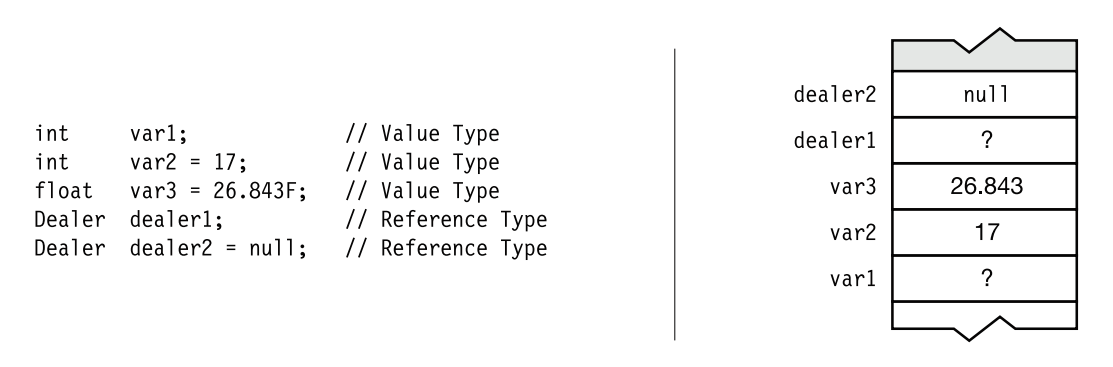 int     var1;                // Value Type
int     var2 = 17;           // Value Type
float   var3 = 26.843F;      // Value Type
Dealer  dealer1;             // Reference Type
Dealer  dealer2 = null;      // Reference Type
dealer2 null
dealer1 ?
var3 26.843
var2 17
var1 ?